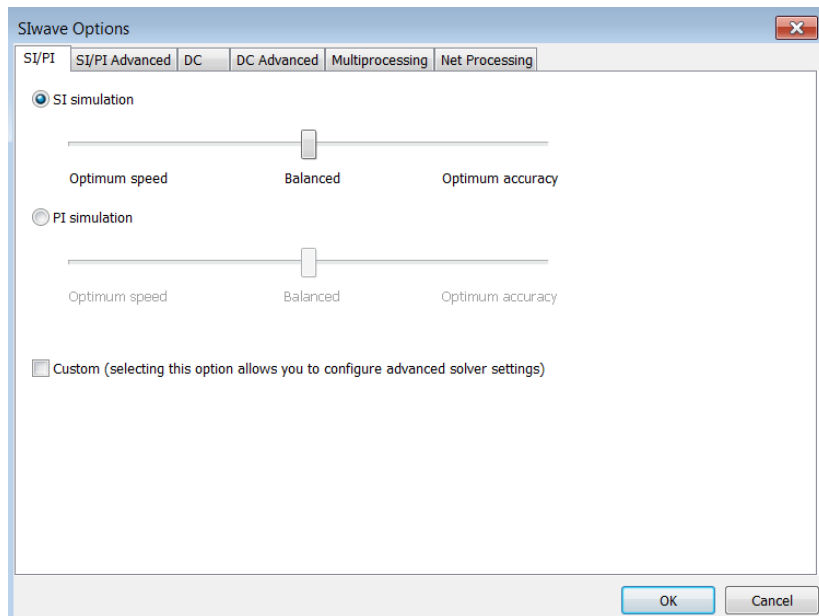 SIwave Options
SI/PI SI/PI Advanced DC DC Advanced Multiprocessing Net Processing
SI simulation
Optimum speed Balanced Optimum accuracy
PI simulation
Optimum speed Balanced Optimum accuracy
Custom (selecting this option allows you to configure advanced solver settings)
OK Cancel